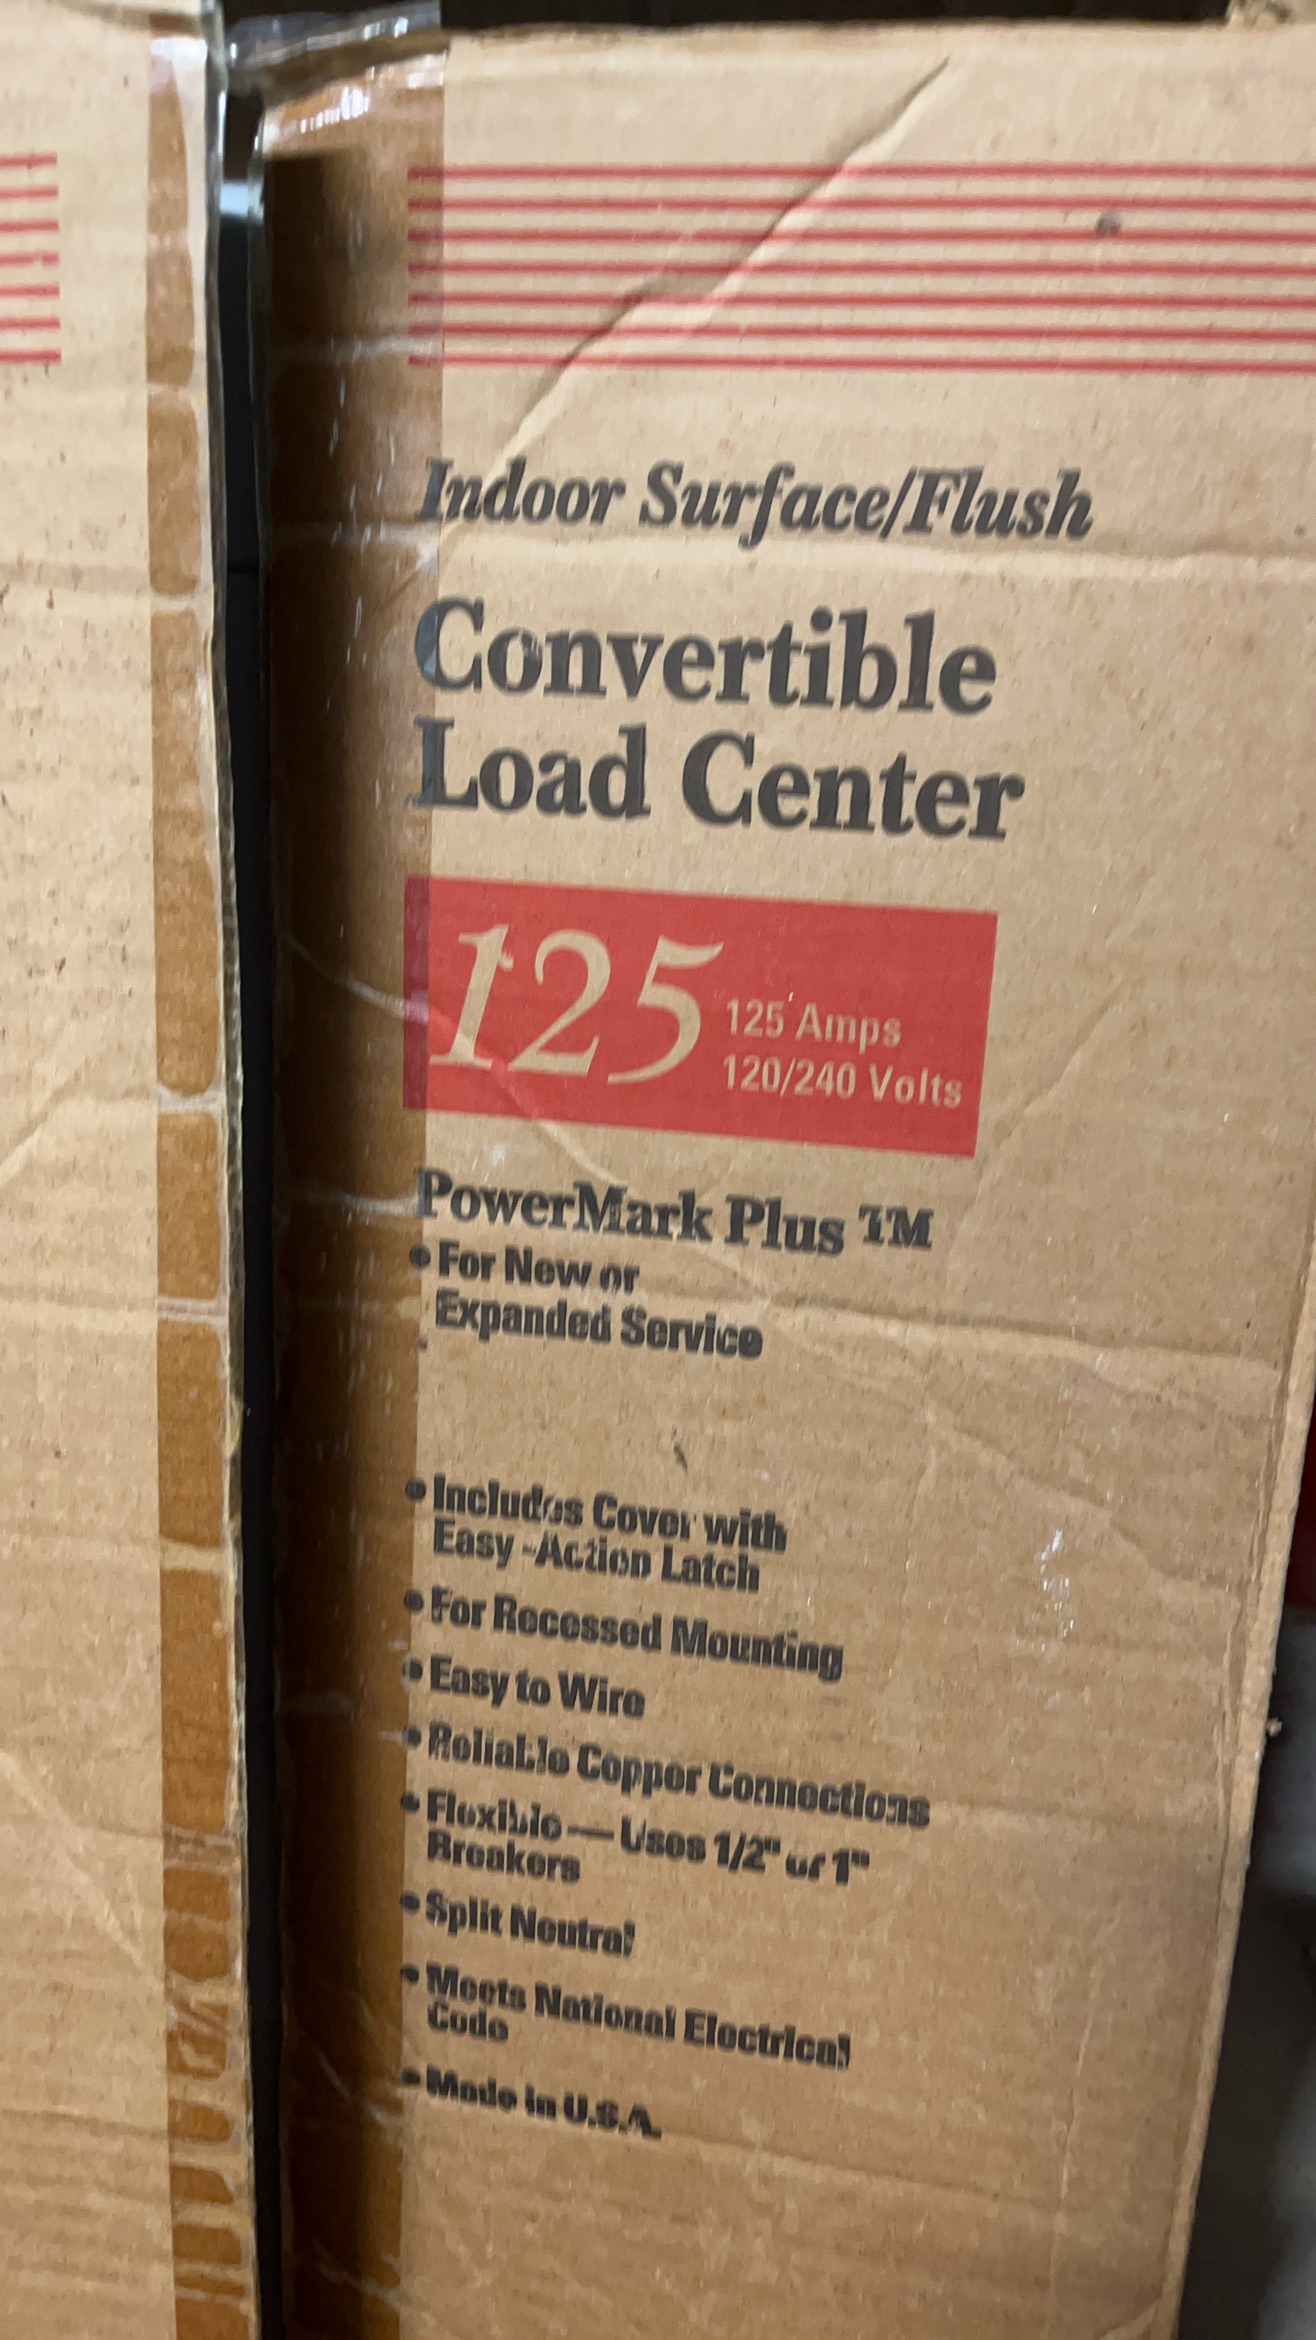 Indoor Surface/Flush
Convertible
Load Center
125
125 Amps
120/240 Volts
PowerMark Plus ™
• For New or
Expanded Service
• Includes Cover with
Easy-Action Latch
• For Recessed Mounting
• Easy to Wire
• Reliable Copper Connections
• Flexible — Uses 1/2" or 1"
Breakers
• Split Neutral
• Meets National Electrical
Code
• Made in U.S.A.